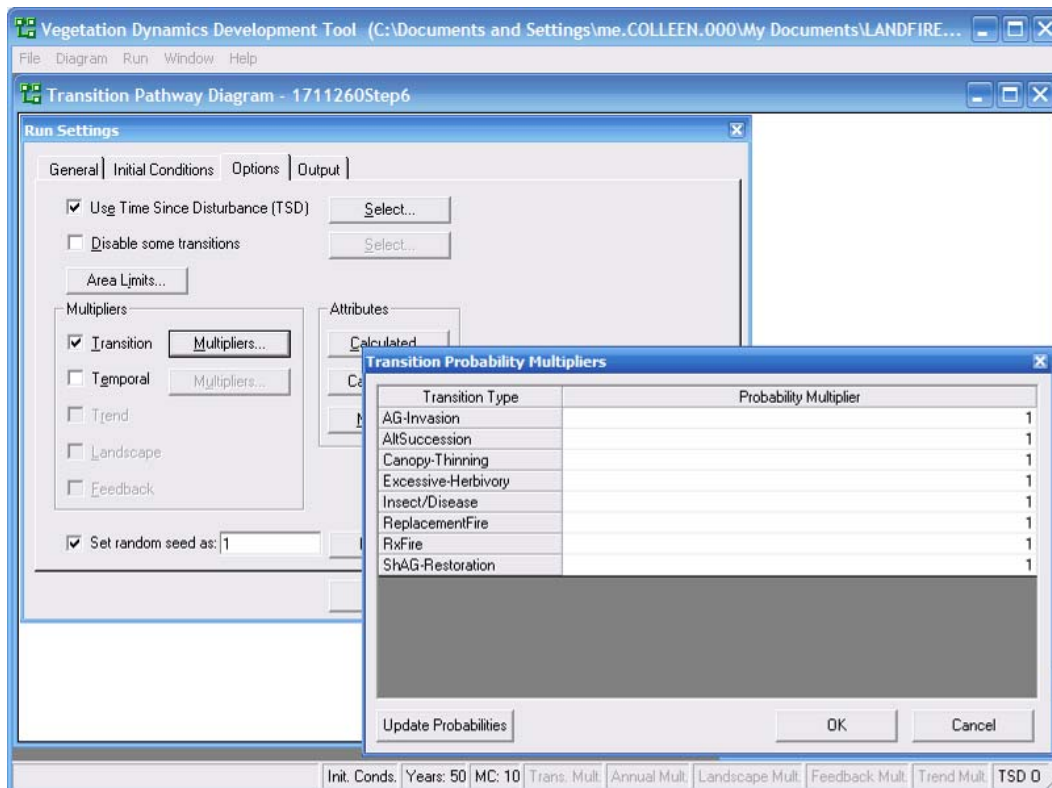 Vegetation Dynamics Development Tool (C:\Documents and Settings\me.COLLEEN.000\My Documents\LANDFIRE...
File Diagram Run Window Help
Transition Pathway Diagram - 1711260Step6
Run Settings
General Initial Conditions Options Output
Use Time Since Disturbance (TSD) Select...
Disable some transitions Select...
Area Limits...
Multipliers Attributes
Transition Multipliers... Calculated
Temporal Multipliers... Ca
Trend
Landscape
Feedback
Set random seed as: 1
Transition Probability Multipliers
Transition Type Probability Multiplier
AG-Invasion 1
AltSuccession 1
Canopy-Thinning 1
Excessive-Herbivory 1
Insect/Disease 1
ReplacementFire 1
RxFire 1
ShAG-Restoration 1
Update Probabilities OK Cancel
Init. Conds. Years: 50 MC: 10 Trans. Mult. Annual Mult. Landscape Mult. Feedback Mult. Trend Mult. TSD O